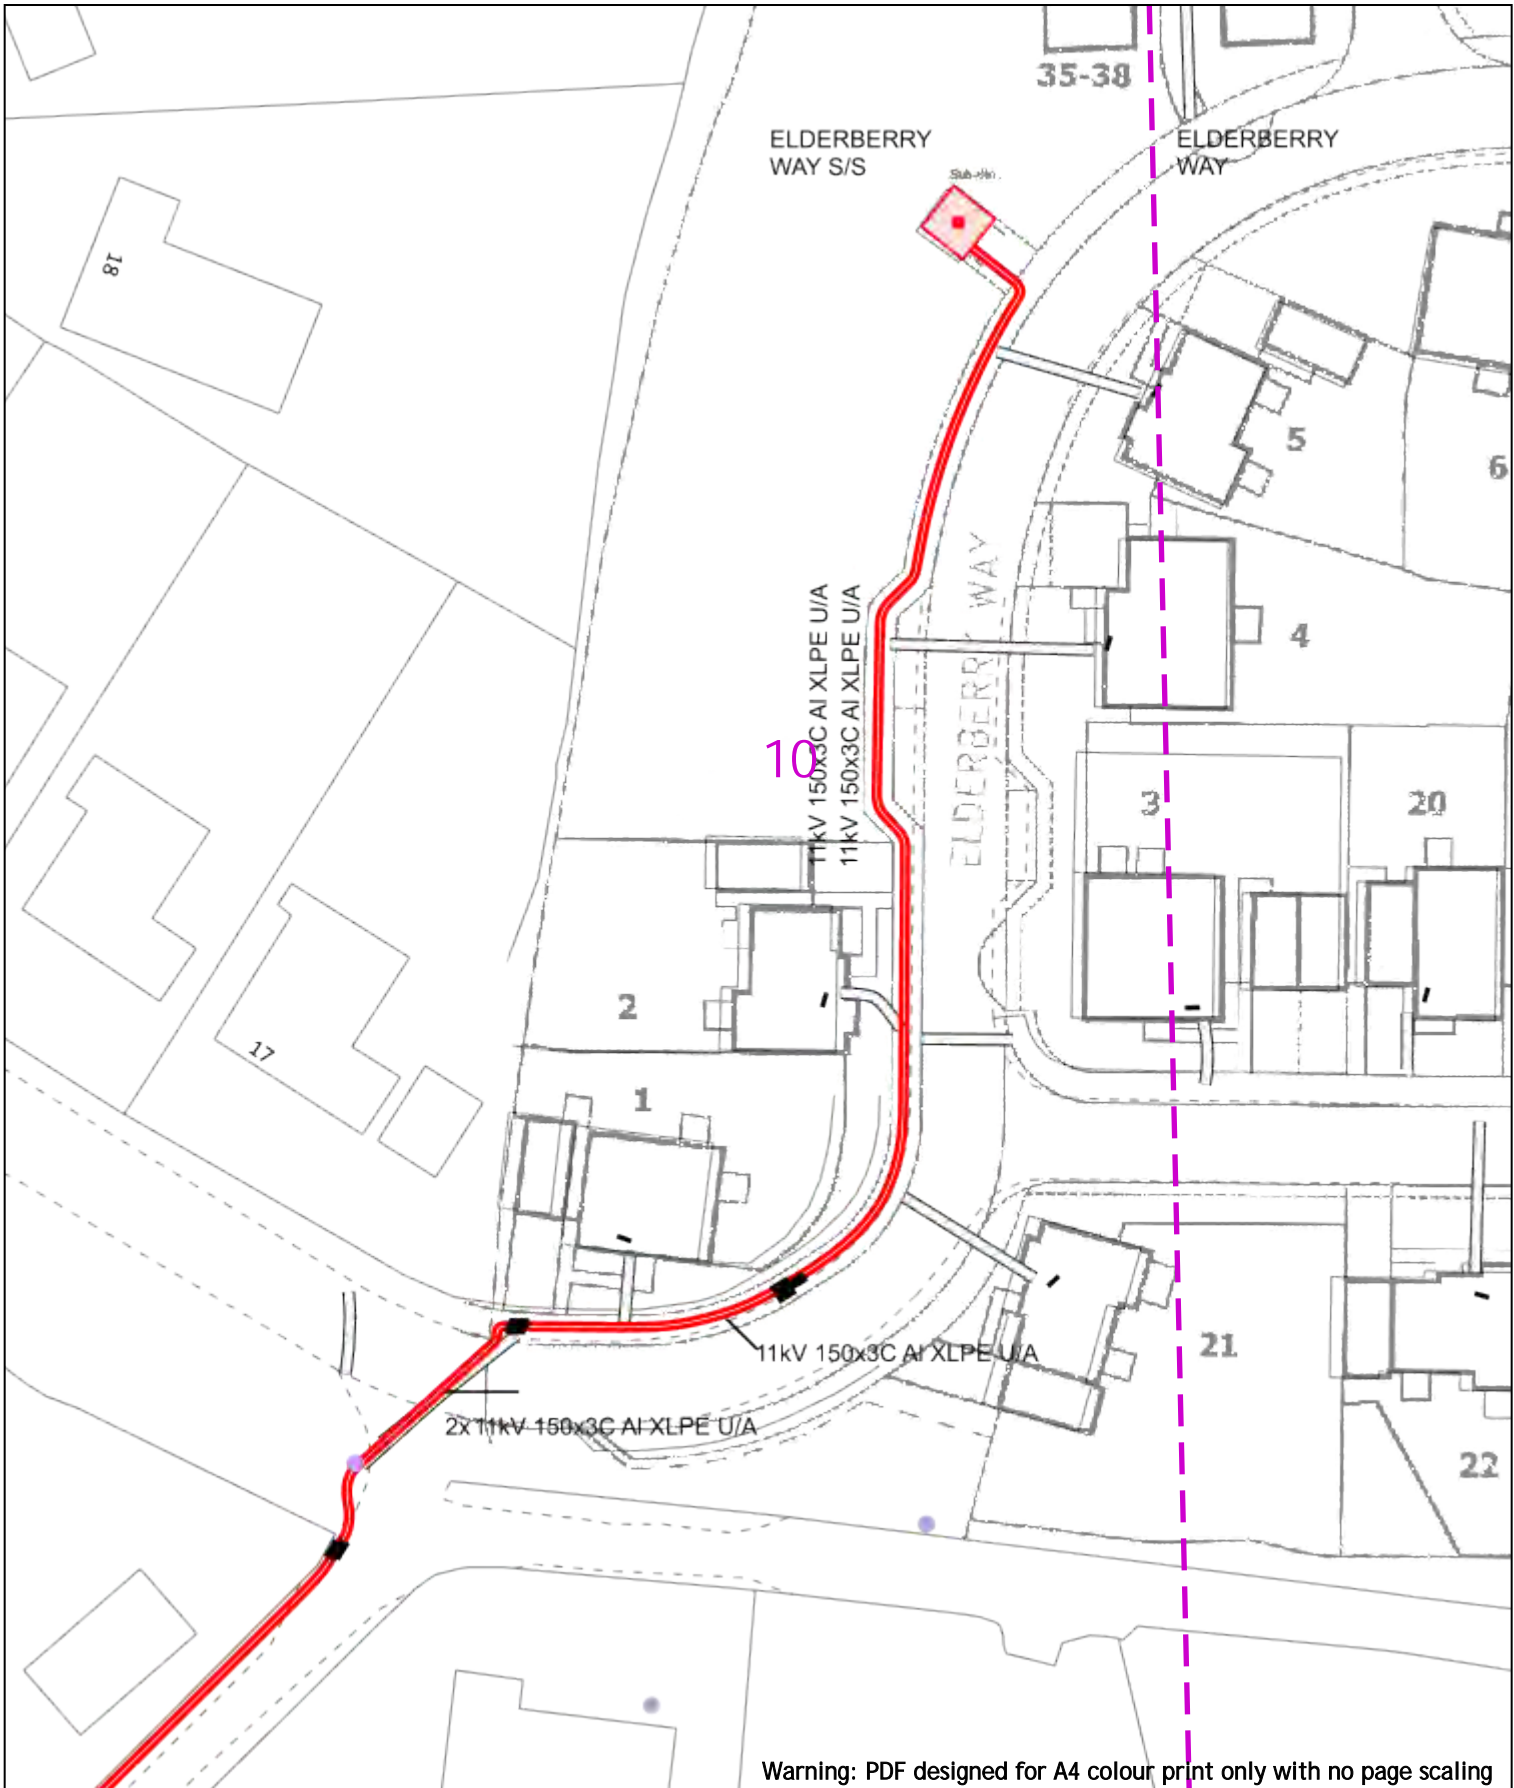 35-38
ELDERBERRY
WAY S/S
ELDERBERRY
WAY
18
5
6
ELDERBERRY WAY
11kV 150x3C Al XLPE U/A
11kV 150x3C Al XLPE U/A
4
10
3
20
2
17
1
11kV 150x3C Al XLPE U/A
21
2x 11kV 150x3C Al XLPE U/A
22
Warning: PDF designed for A4 colour print only with no page scaling